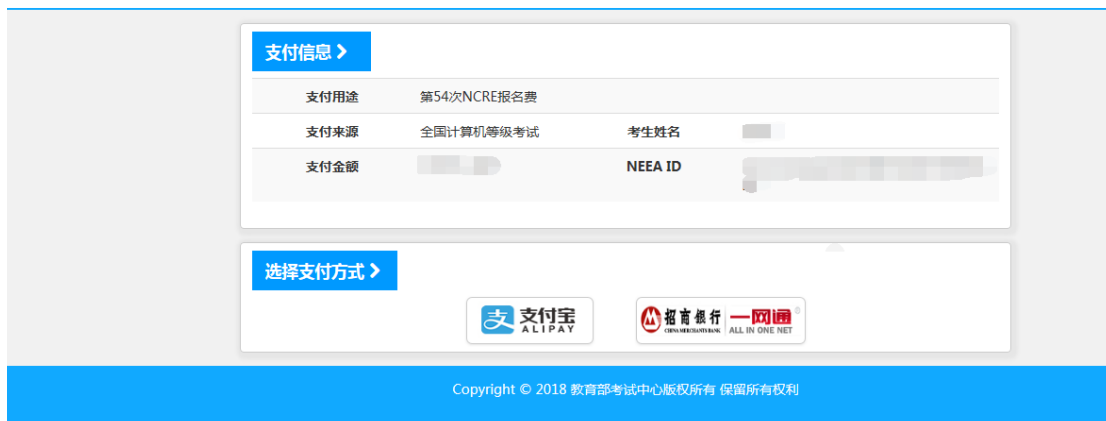 支付信息
支付用途 第54次NCRE报名费
支付来源 全国计算机等级考试 考生姓名
支付金额 NEEA ID
选择支付方式
支付宝 ALIPAY
招商银行 CHINA MERCHANTS BANK 一网通 ALL IN ONE NET
Copyright © 2018 教育部考试中心版权所有 保留所有权利